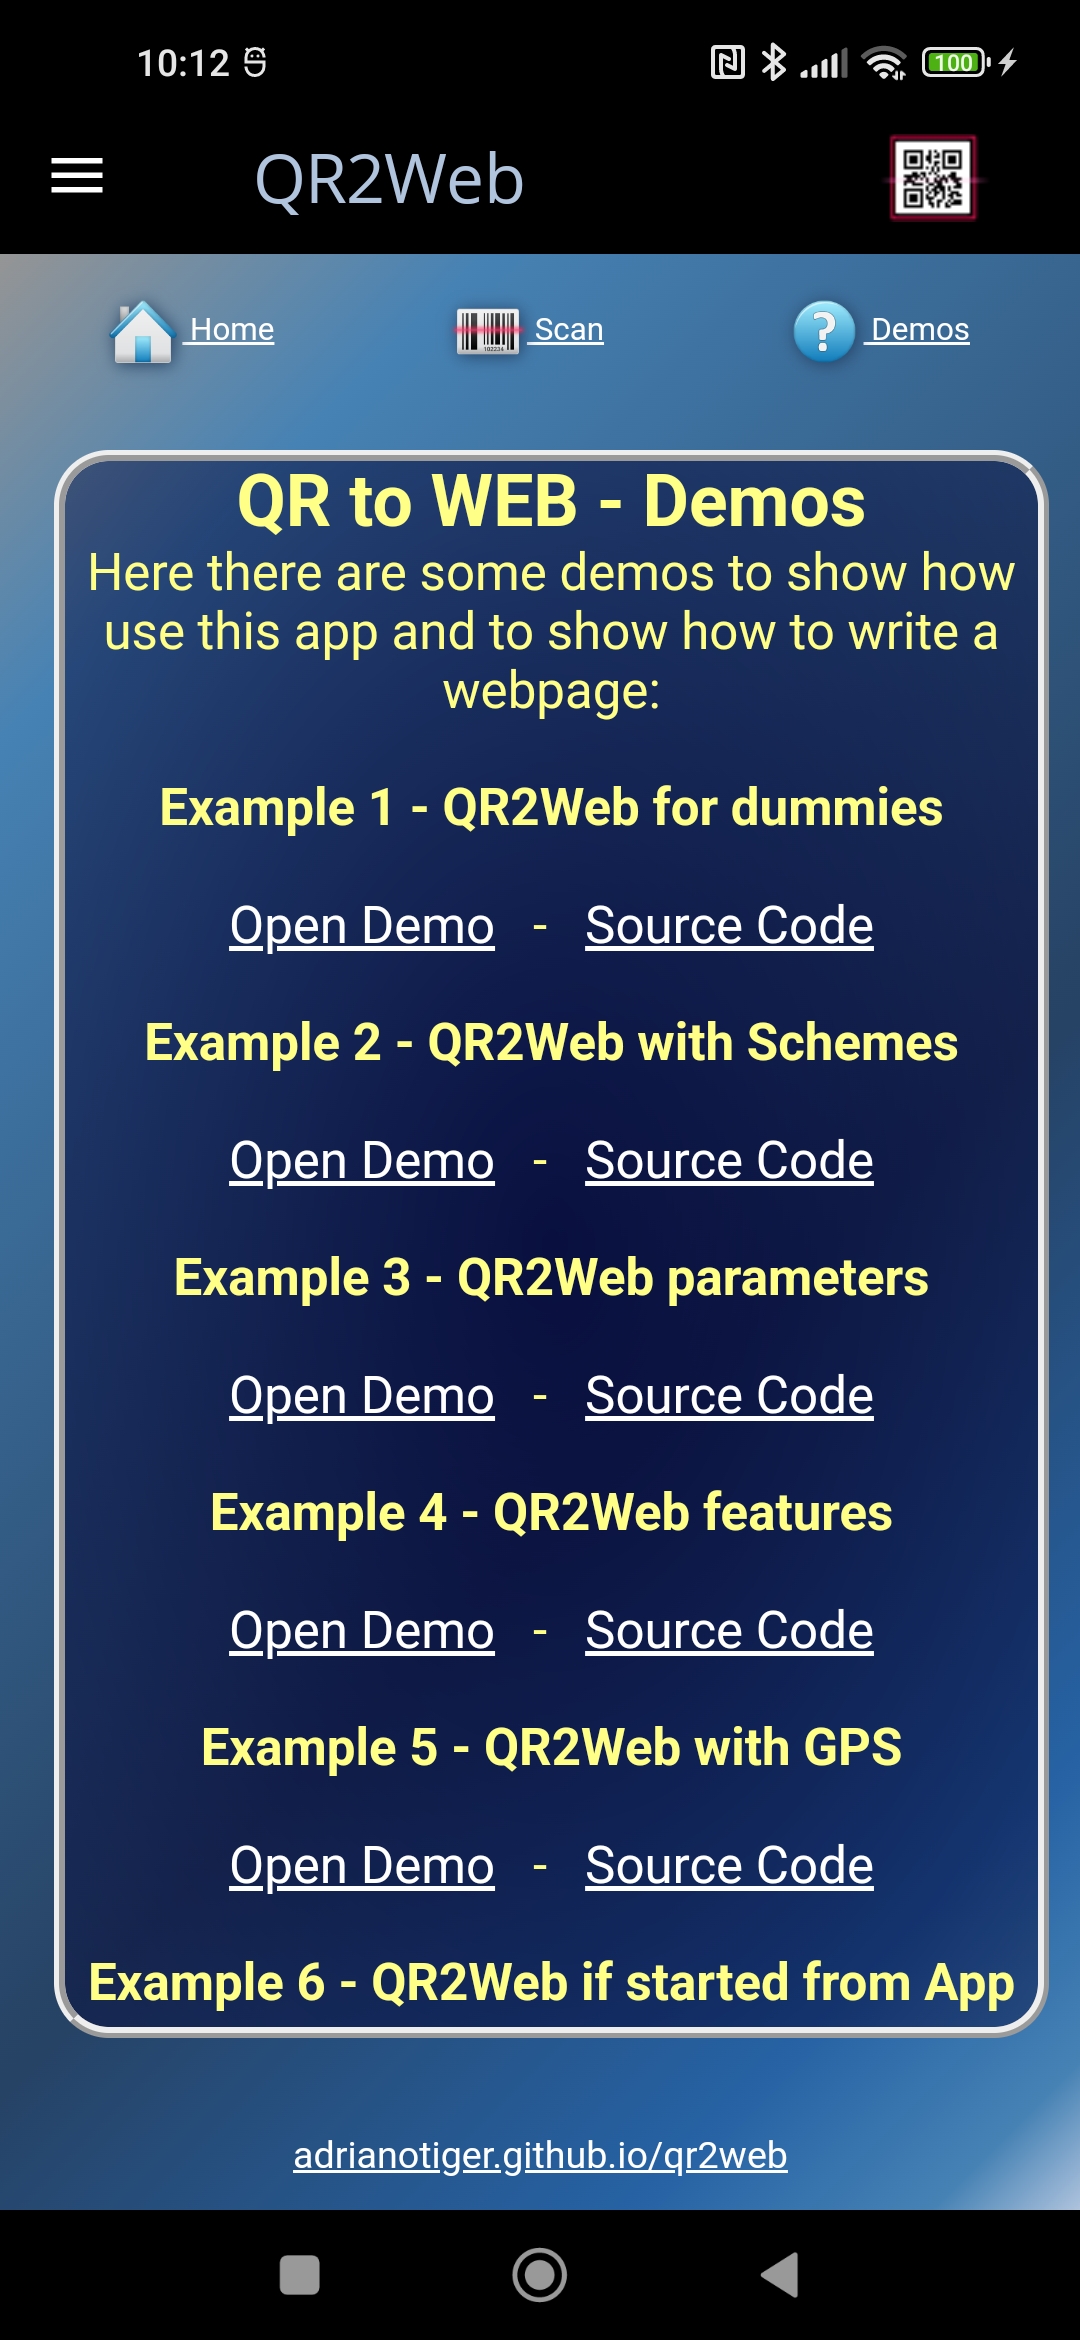 10:12
100
QR2Web
Home Scan Demos
QR to WEB - Demos
Here there are some demos to show how
use this app and to show how to write a
webpage:
Example 1 - QR2Web for dummies
Open Demo - Source Code
Example 2 - QR2Web with Schemes
Open Demo - Source Code
Example 3 - QR2Web parameters
Open Demo - Source Code
Example 4 - QR2Web features
Open Demo - Source Code
Example 5 - QR2Web with GPS
Open Demo - Source Code
Example 6 - QR2Web if started from App
adrianotiger.github.io/qr2web